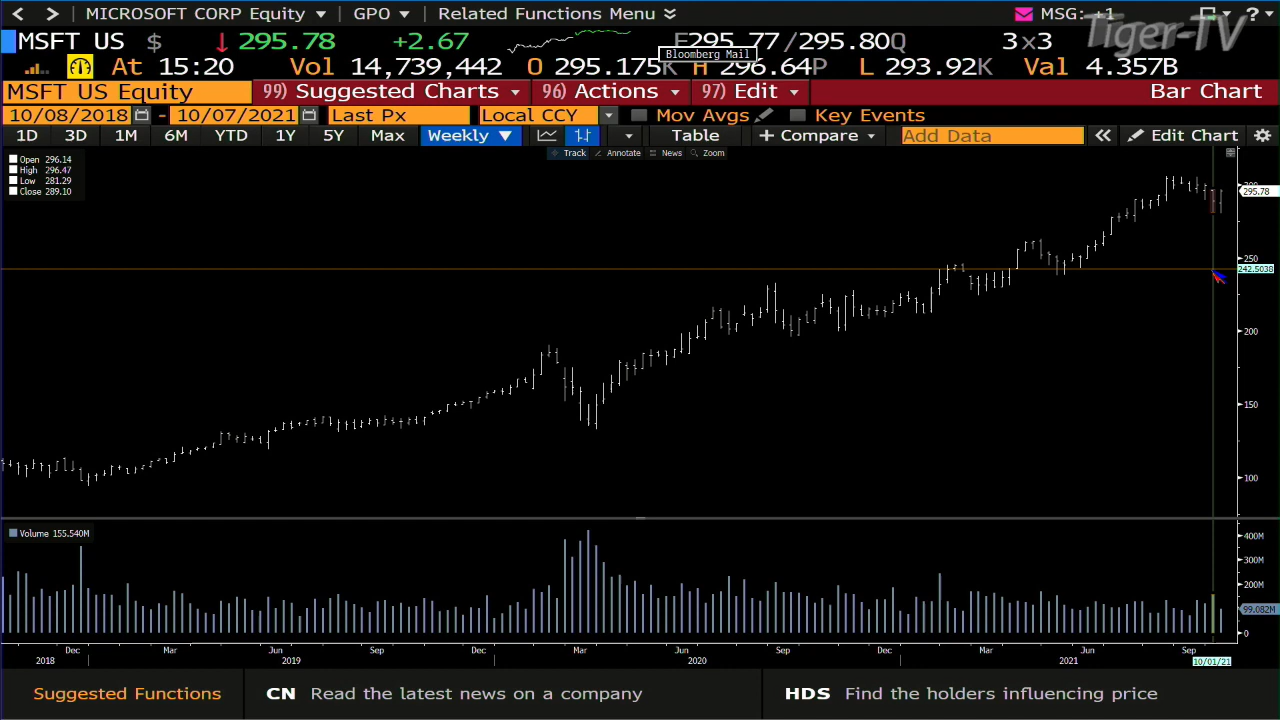 < > MICROSOFT CORP Equity ▼ GPO ▼ Related Functions Menu MSG: +1 ?
Tiger-TV
MSFT US $ ↓ 295.78 +2.67 295.77 /295.80Q 3x3
Bloomberg Mail
At 15:20 Vol 14,739,442 O 295.175K H 296.64P L 293.92K Val 4.357B
MSFT US Equity 99) Suggested Charts 96) Actions 97) Edit Bar Chart
10/08/2018 - 10/07/2021 Last Px Local CCY Mov Avgs Key Events
1D 3D 1M 6M YTD 1Y 5Y Max Weekly ▼ Table + Compare Add Data « Edit Chart
Track Annotate News Zoom
Open 296.14
High 296.47
Low 281.29
Close 289.10
300
295.78
250
242.5038
200
150
100
Volume 155.540M
400M
300M
200M
99.082M
0
Dec Mar Jun Sep Dec Mar Jun Sep Dec Mar Jun Sep
2018 2019 2020 2021 10/01/21
Suggested Functions CN Read the latest news on a company HDS Find the holders influencing price